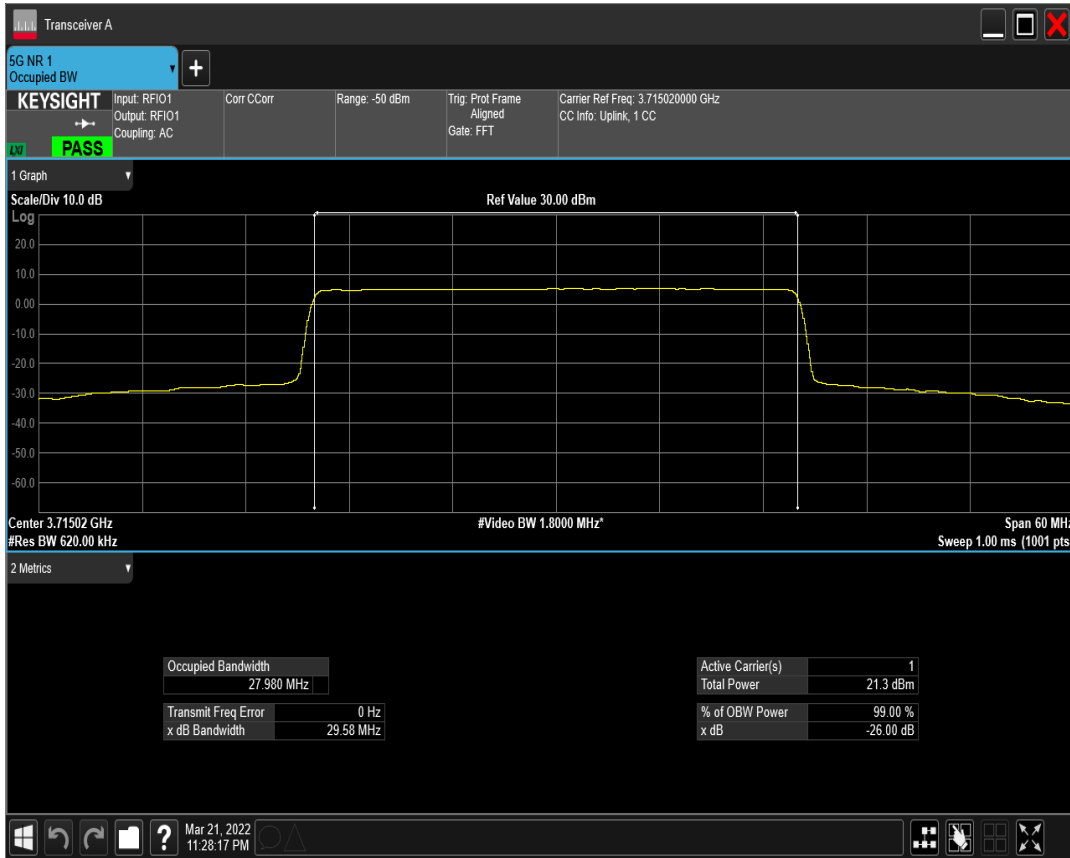 Transceiver A
5G NR 1
Occupied BW
KEYSIGHT
LXI
PASS
Input: RFIO1
Output: RFIO1
Coupling: AC
Corr CCorr
Range: -50 dBm
Trig: Prot Frame
Aligned
Gate: FFT
Carrier Ref Freq: 3.715020000 GHz
CC Info: Uplink, 1 CC
1 Graph
Scale/Div 10.0 dB
Ref Value 30.00 dBm
Log
20.0
10.0
0.00
-10.0
-20.0
-30.0
-40.0
-50.0
-60.0
Center 3.71502 GHz
#Video BW 1.8000 MHz*
Span 60 MHz
#Res BW 620.00 kHz
Sweep 1.00 ms (1001 pts
2 Metrics
Occupied Bandwidth
27.980 MHz
Transmit Freq Error 0 Hz
x dB Bandwidth 29.58 MHz
Active Carrier(s) 1
Total Power 21.3 dBm
% of OBW Power 99.00 %
x dB -26.00 dB
?
Mar 21, 2022
11:28:17 PM